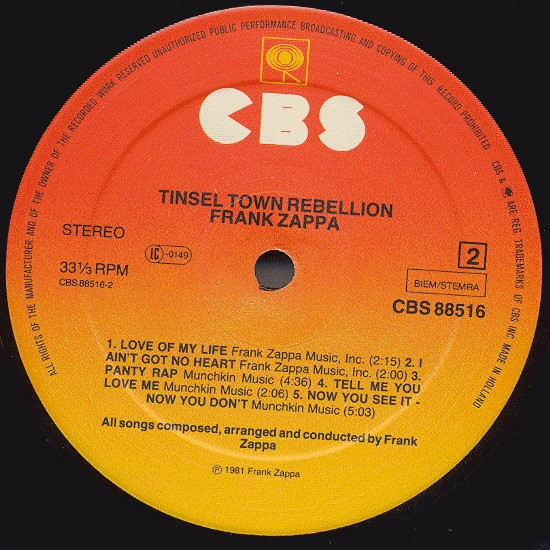 ALL RIGHTS OF THE MANUFACTURER AND OF THE OWNER OF THE RECORDED WORK RESERVED UNAUTHORIZED PUBLIC PERFORMANCE BROADCASTING AND COPYING OF THIS RECORD PROHIBITED
CBS & ARE REG. TRADEMARKS OF CBS INC. MADE IN HOLLAND
CBS
TINSEL TOWN REBELLION
FRANK ZAPPA
STEREO
LC-0149
2
33⅓ RPM
BIEM/STEMRA
CBS 88516-2
CBS 88516
1. LOVE OF MY LIFE Frank Zappa Music, Inc. (2:15) 2. I
AIN'T GOT NO HEART Frank Zappa Music, Inc. (2:00) 3.
PANTY RAP Munchkin Music (4:36) 4. TELL ME YOU
LOVE ME Munchkin Music (2:06) 5. NOW YOU SEE IT -
NOW YOU DON'T Munchkin Music (5:03)
All songs composed, arranged and conducted by Frank
Zappa
℗ 1981 Frank Zappa